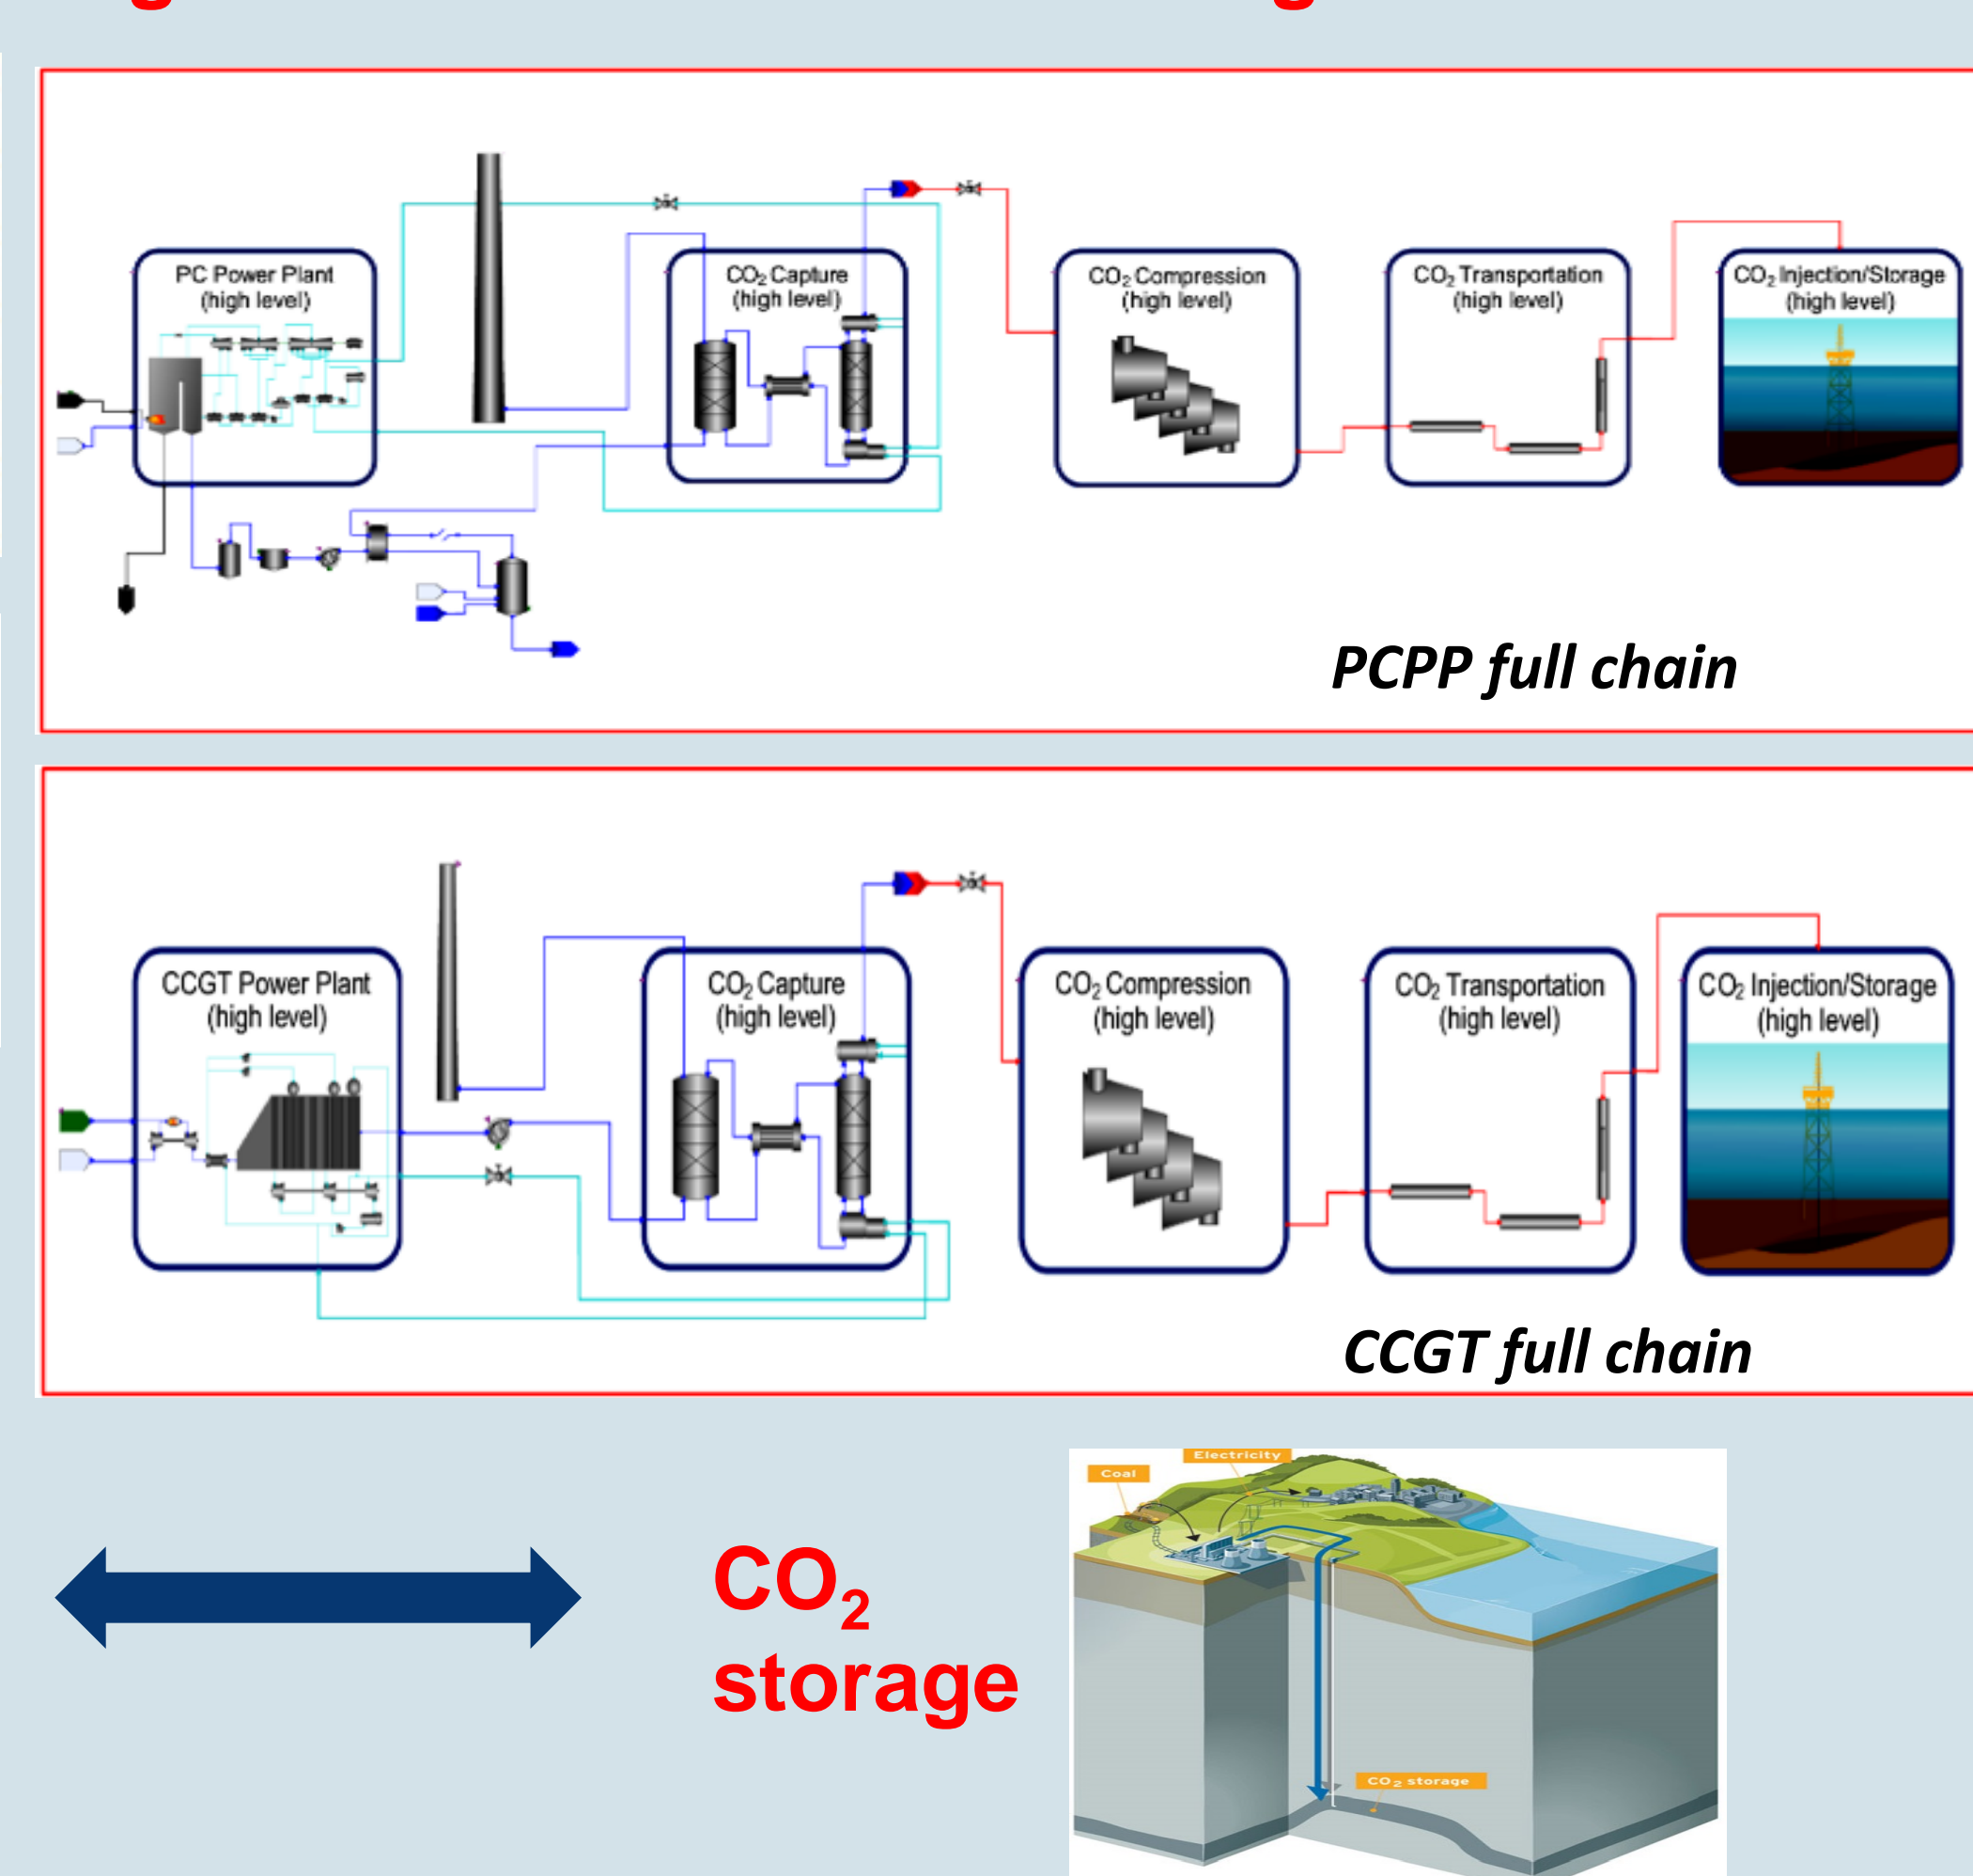 PC Power Plant
(high level)
CO₂ Capture
(high level)
CO₂ Compression
(high level)
CO₂ Transportation
(high level)
CO₂ Injection/Storage
(high level)
PCPP full chain
CCGT Power Plant
(high level)
CO₂ Capture
(high level)
CO₂ Compression
(high level)
CO₂ Transportation
(high level)
CO₂ Injection/Storage
(high level)
CCGT full chain
Electricity
Coal
CO₂
storage
CO₂ storage